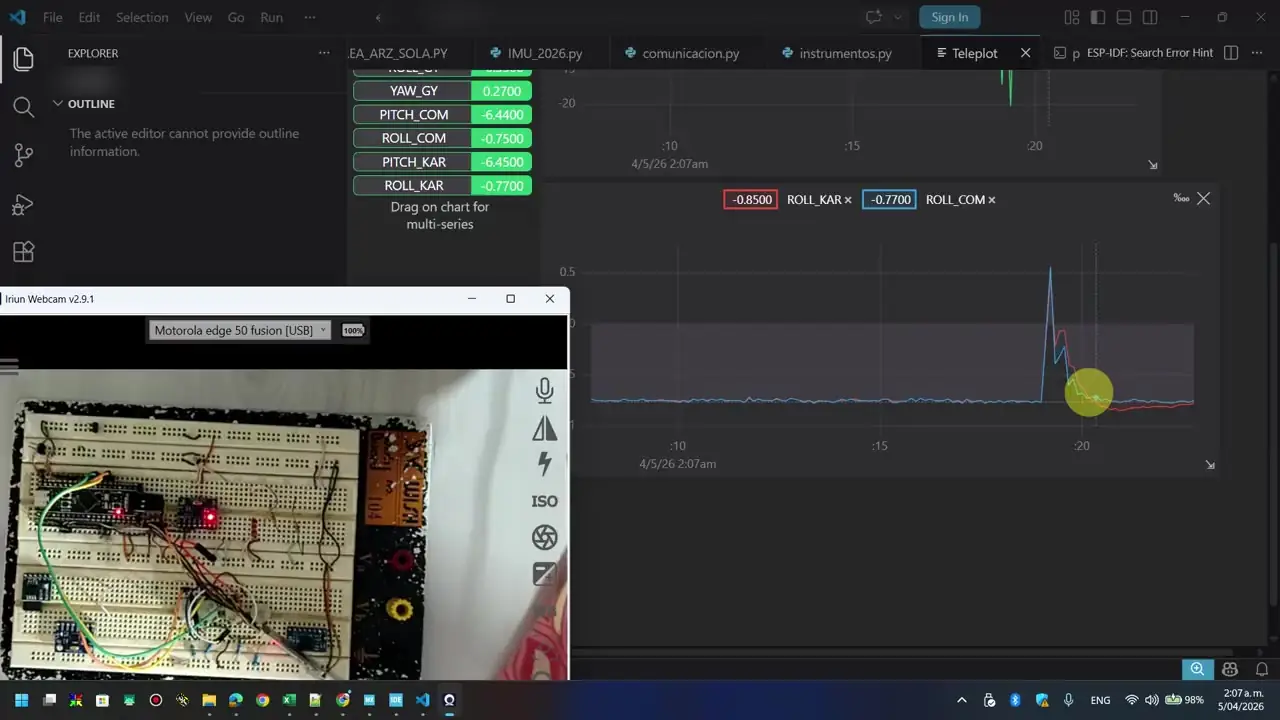 File Edit Selection View Go Run ··· Sign In
EXPLORER ··· EA_ARZ_SOLA.PY IMU_2026.py comunicacion.py instrumentos.py Teleplot p ESP-IDF: Search Error Hint ···
OUTLINE
The active editor cannot provide outline
information.
YAW_GY 0.2700
PITCH_COM -6.4400
ROLL_COM -0.7500
PITCH_KAR -6.4500
ROLL_KAR -0.7700
Drag on chart for
multi-series
-20
:10 :15 :20
4/5/26 2:07am
-0.8500 ROLL_KAR × -0.7700 ROLL_COM ×
0.5
:10 :15 :20
4/5/26 2:07am
Iriun Webcam v2.9.1
Motorola edge 50 fusion [USB] 100%
ISO
ENG 98% 2:07 a. m.
5/04/2026